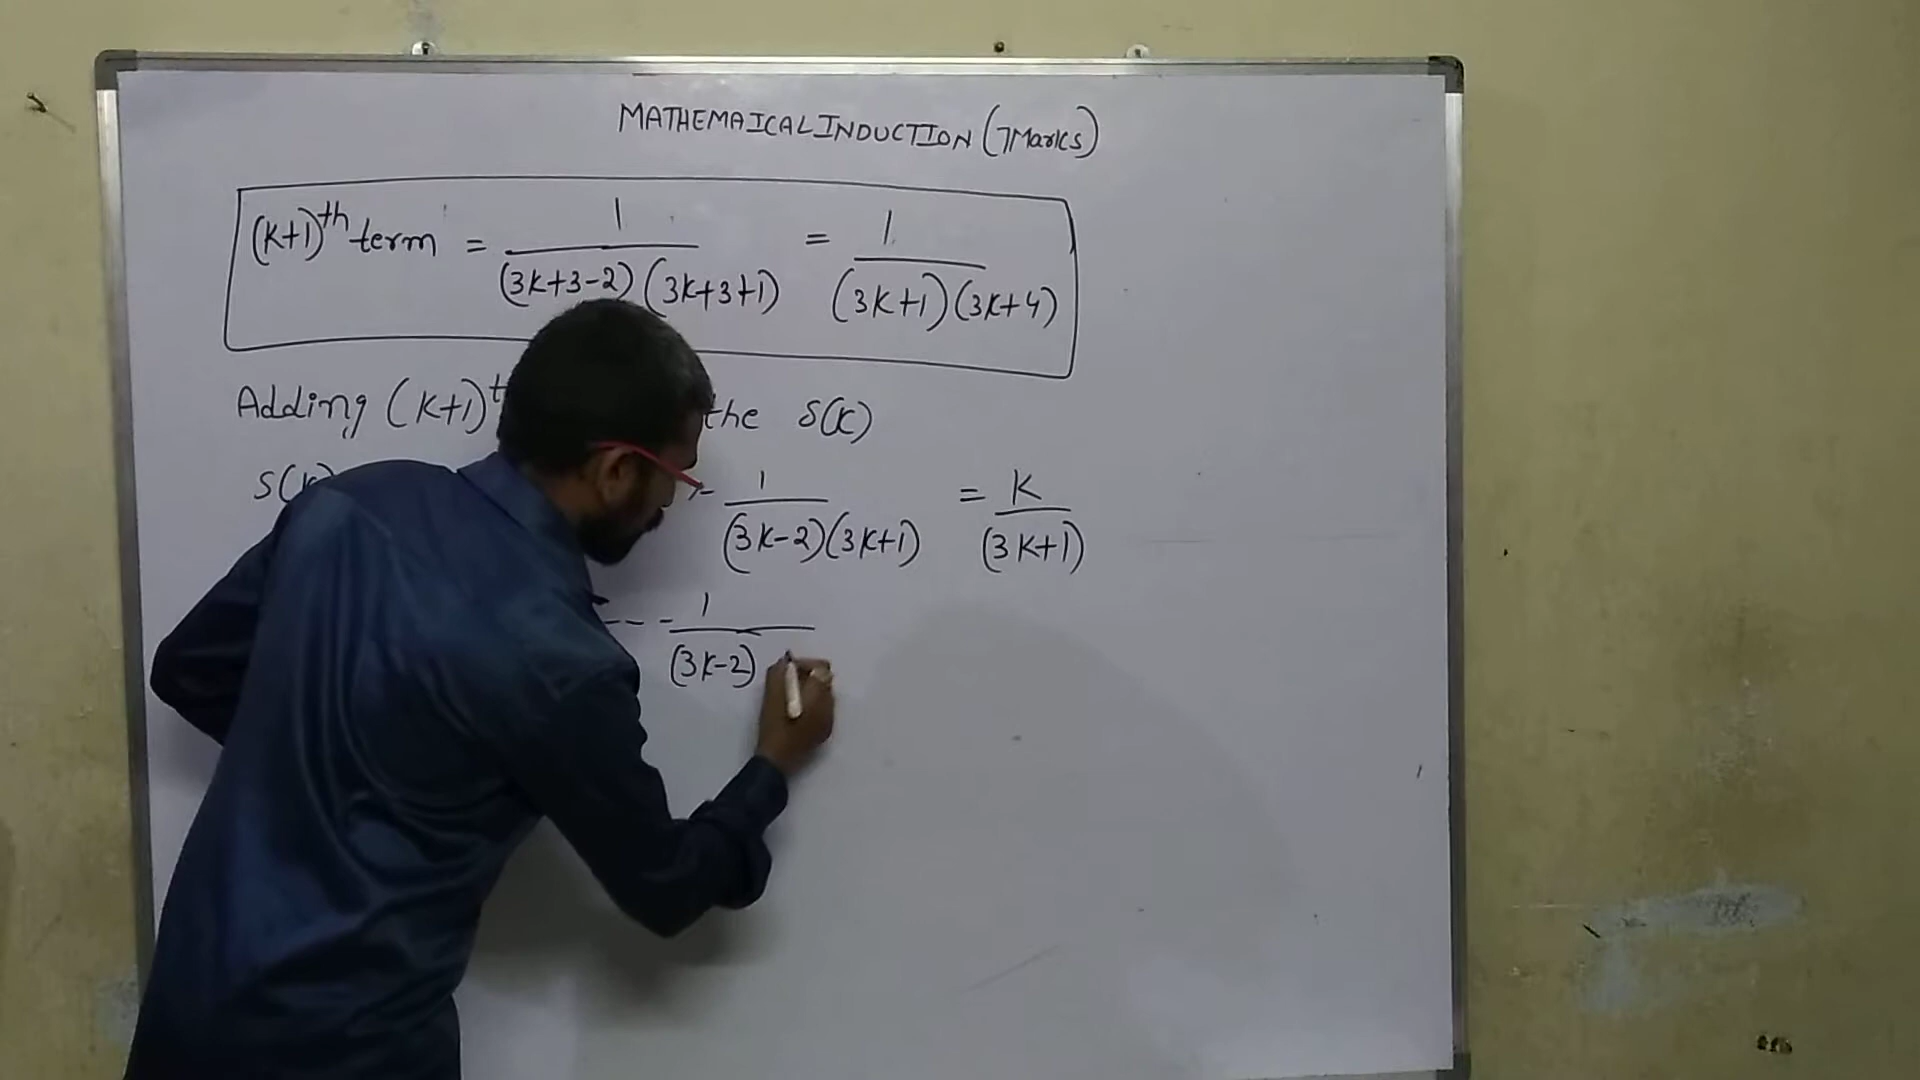 MATHEMAICAL INDUCTION (7Marks)
(K+1)^th term = 1/((3K+3-2)(3K+3+1)) = 1/((3K+1)(3K+4))
Adding (K+1)^t the S(K)
S(K) - 1/((3K-2)(3K+1)) = K/(3K+1)
--- 1/((3K-2)